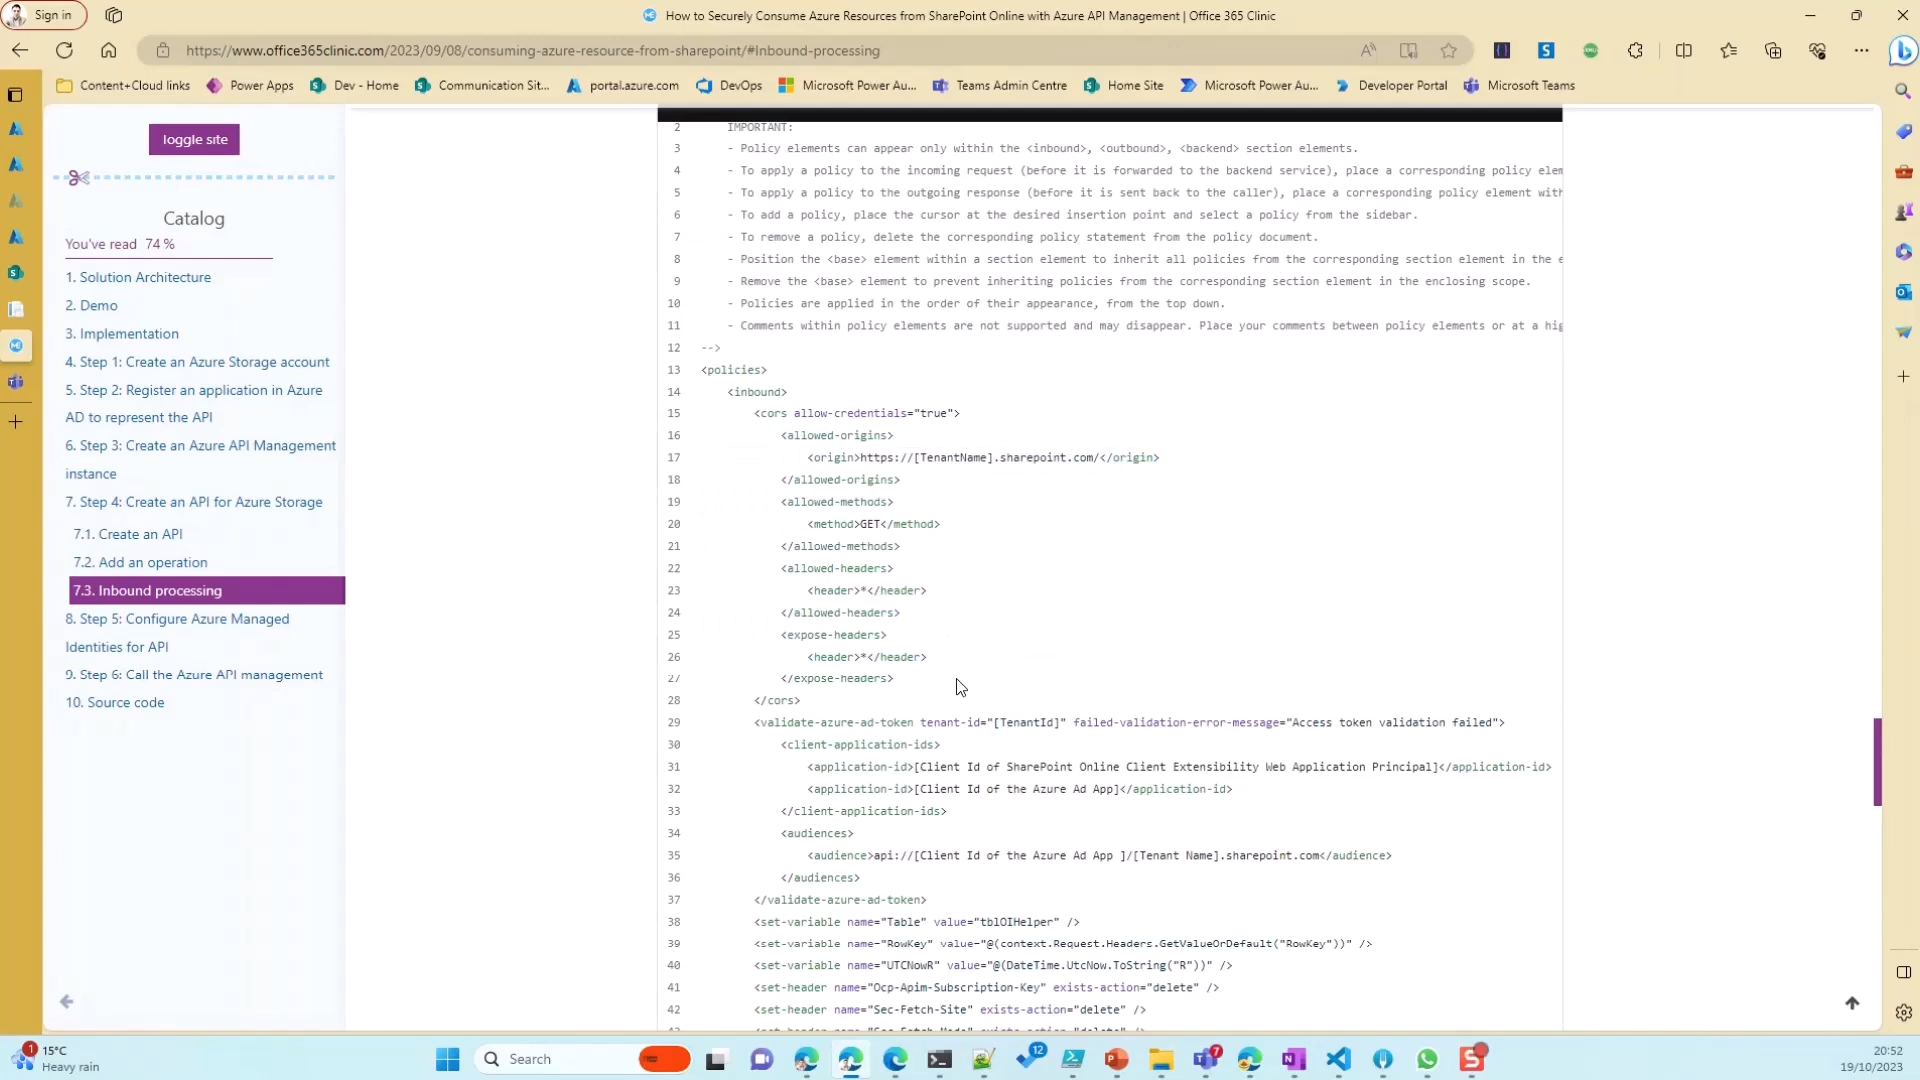 Sign in
How to Securely Consume Azure Resources from SharePoint Online with Azure API Management | Office 365 Clinic
https://www.office365clinic.com/2023/09/08/consuming-azure-resource-from-sharepoint/#Inbound-processing
Content+Cloud links
Power Apps
Dev - Home
Communication Sit...
portal.azure.com
DevOps
Microsoft Power Au...
Teams Admin Centre
Home Site
Microsoft Power Au...
Developer Portal
Microsoft Teams
Toggle site
Catalog
You've read 74 %
1. Solution Architecture
2. Demo
3. Implementation
4. Step 1: Create an Azure Storage account
5. Step 2: Register an application in Azure
AD to represent the API
6. Step 3: Create an Azure API Management
instance
7. Step 4: Create an API for Azure Storage
7.1. Create an API
7.2. Add an operation
7.3. Inbound processing
8. Step 5: Configure Azure Managed
Identities for API
9. Step 6: Call the Azure API management
10. Source code
2 IMPORTANT:
3 - Policy elements can appear only within the <inbound>, <outbound>, <backend> section elements.
4 - To apply a policy to the incoming request (before it is forwarded to the backend service), place a corresponding policy elem
5 - To apply a policy to the outgoing response (before it is sent back to the caller), place a corresponding policy element with
6 - To add a policy, place the cursor at the desired insertion point and select a policy from the sidebar.
7 - To remove a policy, delete the corresponding policy statement from the policy document.
8 - Position the <base> element within a section element to inherit all policies from the corresponding section element in the e
9 - Remove the <base> element to prevent inheriting policies from the corresponding section element in the enclosing scope.
10 - Policies are applied in the order of their appearance, from the top down.
11 - Comments within policy elements are not supported and may disappear. Place your comments between policy elements or at a hig
12 -->
13 <policies>
14 <inbound>
15 <cors allow-credentials="true">
16 <allowed-origins>
17 <origin>https://[TenantName].sharepoint.com/</origin>
18 </allowed-origins>
19 <allowed-methods>
20 <method>GET</method>
21 </allowed-methods>
22 <allowed-headers>
23 <header>*</header>
24 </allowed-headers>
25 <expose-headers>
26 <header>*</header>
27 </expose-headers>
28 </cors>
29 <validate-azure-ad-token tenant-id="[TenantId]" failed-validation-error-message="Access token validation failed">
30 <client-application-ids>
31 <application-id>[Client Id of SharePoint Online Client Extensibility Web Application Principal]</application-id>
32 <application-id>[Client Id of the Azure Ad App]</application-id>
33 </client-application-ids>
34 <audiences>
35 <audience>api://[Client Id of the Azure Ad App ]/[Tenant Name].sharepoint.com</audience>
36 </audiences>
37 </validate-azure-ad-token>
38 <set-variable name="Table" value="tblOIHelper" />
39 <set-variable name="RowKey" value="@(context.Request.Headers.GetValueOrDefault("RowKey"))" />
40 <set-variable name="UTCNowR" value="@(DateTime.UtcNow.ToString("R"))" />
41 <set-header name="Ocp-Apim-Subscription-Key" exists-action="delete" />
42 <set-header name="Sec-Fetch-Site" exists-action="delete" />
43 <set-header name="Sec-Fetch-Mode" exists-action="delete" />
1
15°C
Heavy rain
Search
12
7
20:52
19/10/2023